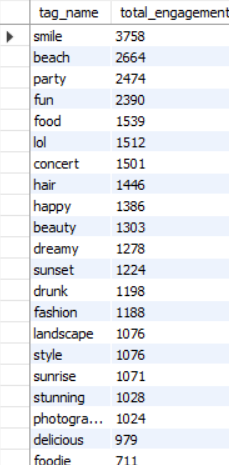 tag_name total_engagement
smile 3758
beach 2664
party 2474
fun 2390
food 1539
lol 1512
concert 1501
hair 1446
happy 1386
beauty 1303
dreamy 1278
sunset 1224
drunk 1198
fashion 1188
landscape 1076
style 1076
sunrise 1071
stunning 1028
photogra... 1024
delicious 979
foodie 711